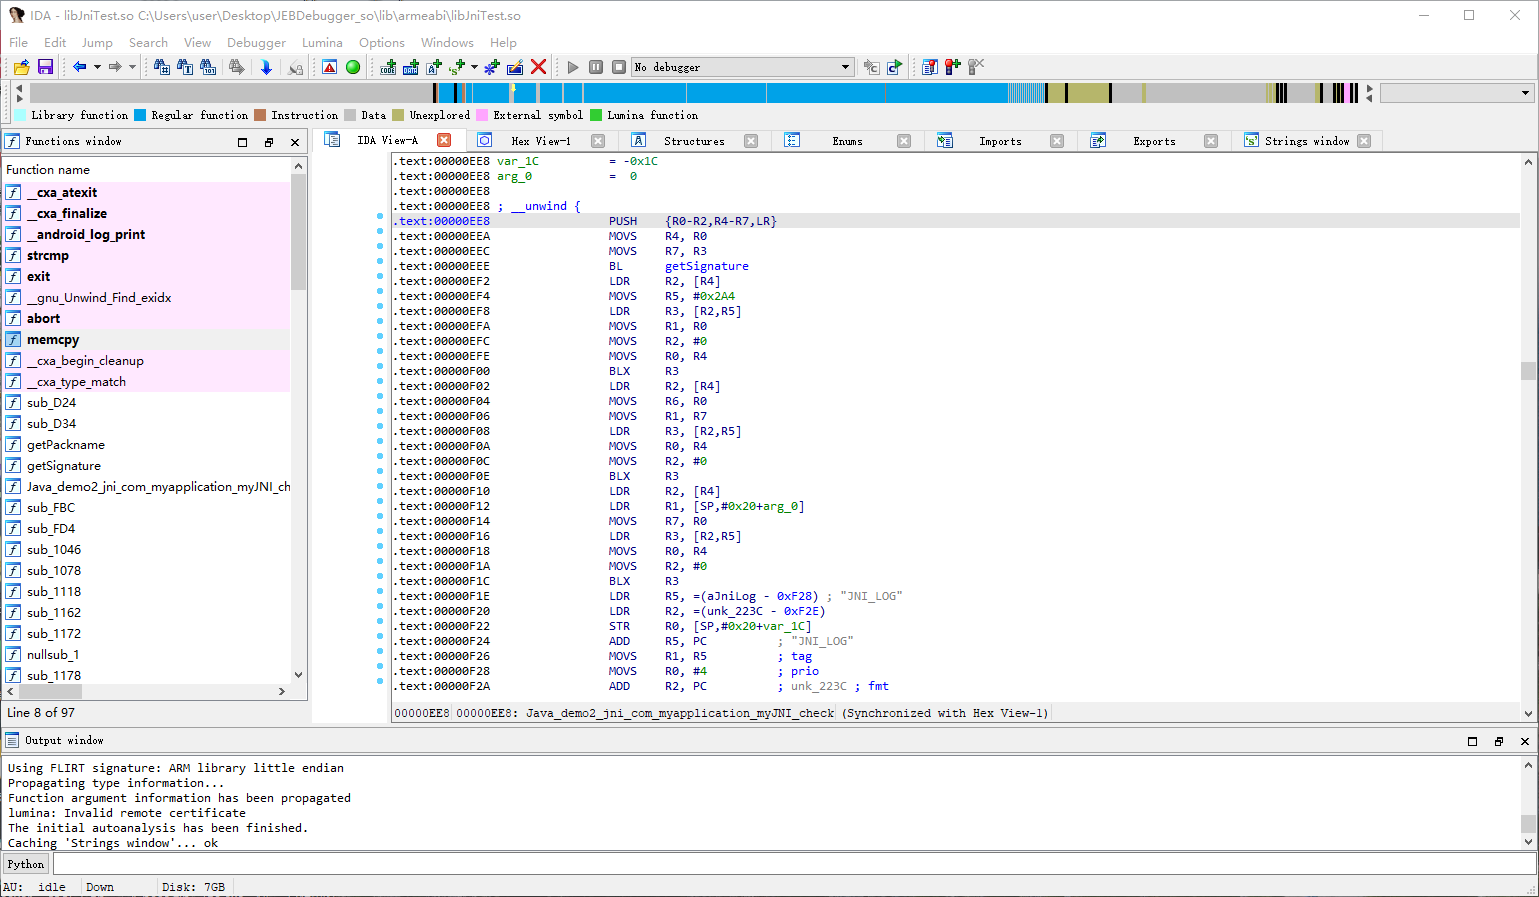 IDA - libJniTest.so C:\Users\user\Desktop\JEBDebugger_so\lib\armeabi\libJniTest.so
File Edit Jump Search View Debugger Lumina Options Windows Help
No debugger
Library function Regular function Instruction Data Unexplored External symbol Lumina function
Functions window
IDA View-A Hex View-1 Structures Enums Imports Exports Strings window
Function name
__cxa_atexit
__cxa_finalize
__android_log_print
strcmp
exit
__gnu_Unwind_Find_exidx
abort
memcpy
__cxa_begin_cleanup
__cxa_type_match
sub_D24
sub_D34
getPackname
getSignature
Java_demo2_jni_com_myapplication_myJNI_ch
sub_FBC
sub_FD4
sub_1046
sub_1078
sub_1118
sub_1162
sub_1172
nullsub_1
sub_1178
Line 8 of 97
.text:00000EE8 var_1C = -0x1C
.text:00000EE8 arg_0 = 0
.text:00000EE8
.text:00000EE8 ; __unwind {
.text:00000EE8 PUSH {R0-R2,R4-R7,LR}
.text:00000EEA MOVS R4, R0
.text:00000EEC MOVS R7, R3
.text:00000EEE BL getSignature
.text:00000EF2 LDR R2, [R4]
.text:00000EF4 MOVS R5, #0x2A4
.text:00000EF8 LDR R3, [R2,R5]
.text:00000EFA MOVS R1, R0
.text:00000EFC MOVS R2, #0
.text:00000EFE MOVS R0, R4
.text:00000F00 BLX R3
.text:00000F02 LDR R2, [R4]
.text:00000F04 MOVS R6, R0
.text:00000F06 MOVS R1, R7
.text:00000F08 LDR R3, [R2,R5]
.text:00000F0A MOVS R0, R4
.text:00000F0C MOVS R2, #0
.text:00000F0E BLX R3
.text:00000F10 LDR R2, [R4]
.text:00000F12 LDR R1, [SP,#0x20+arg_0]
.text:00000F14 MOVS R7, R0
.text:00000F16 LDR R3, [R2,R5]
.text:00000F18 MOVS R0, R4
.text:00000F1A MOVS R2, #0
.text:00000F1C BLX R3
.text:00000F1E LDR R5, =(aJniLog - 0xF28) ; "JNI_LOG"
.text:00000F20 LDR R2, =(unk_223C - 0xF2E)
.text:00000F22 STR R0, [SP,#0x20+var_1C]
.text:00000F24 ADD R5, PC ; "JNI_LOG"
.text:00000F26 MOVS R1, R5 ; tag
.text:00000F28 MOVS R0, #4 ; prio
.text:00000F2A ADD R2, PC ; unk_223C ; fmt
00000EE8 00000EE8: Java_demo2_jni_com_myapplication_myJNI_check (Synchronized with Hex View-1)
Output window
Using FLIRT signature: ARM library little endian
Propagating type information...
Function argument information has been propagated
lumina: Invalid remote certificate
The initial autoanalysis has been finished.
Caching 'Strings window'... ok
Python
AU: idle Down Disk: 7GB